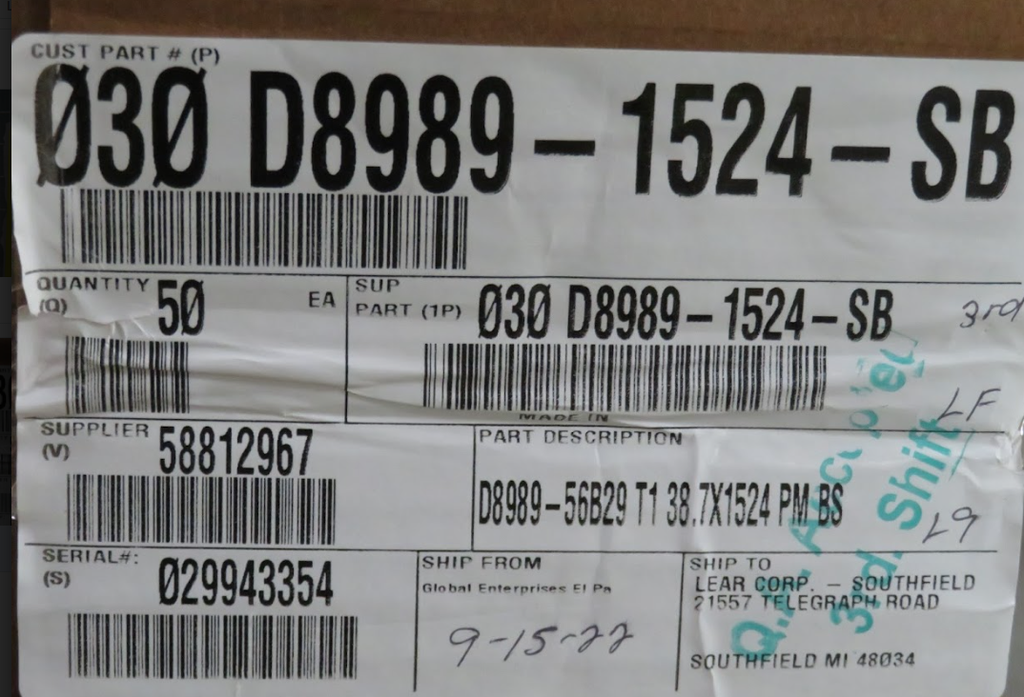 CUST PART # (P)
Ø3Ø D8989-1524-SB
QUANTITY
(Q)
5Ø
EA
SUP
PART (1P)
Ø3Ø D8989-1524-SB
3rd
MADE IN
LF
SUPPLIER
(V)
58812967
PART DESCRIPTION
D8989-56B29 T1 38.7X1524 PM BS
L9
SERIAL#:
(S)
Ø29943354
SHIP FROM
Global Enterprises El Pa
9-15-22
SHIP TO
LEAR CORP. - SOUTHFIELD
21557 TELEGRAPH ROAD
SOUTHFIELD MI 48034
Q.A. Accepted
3rd. Shift